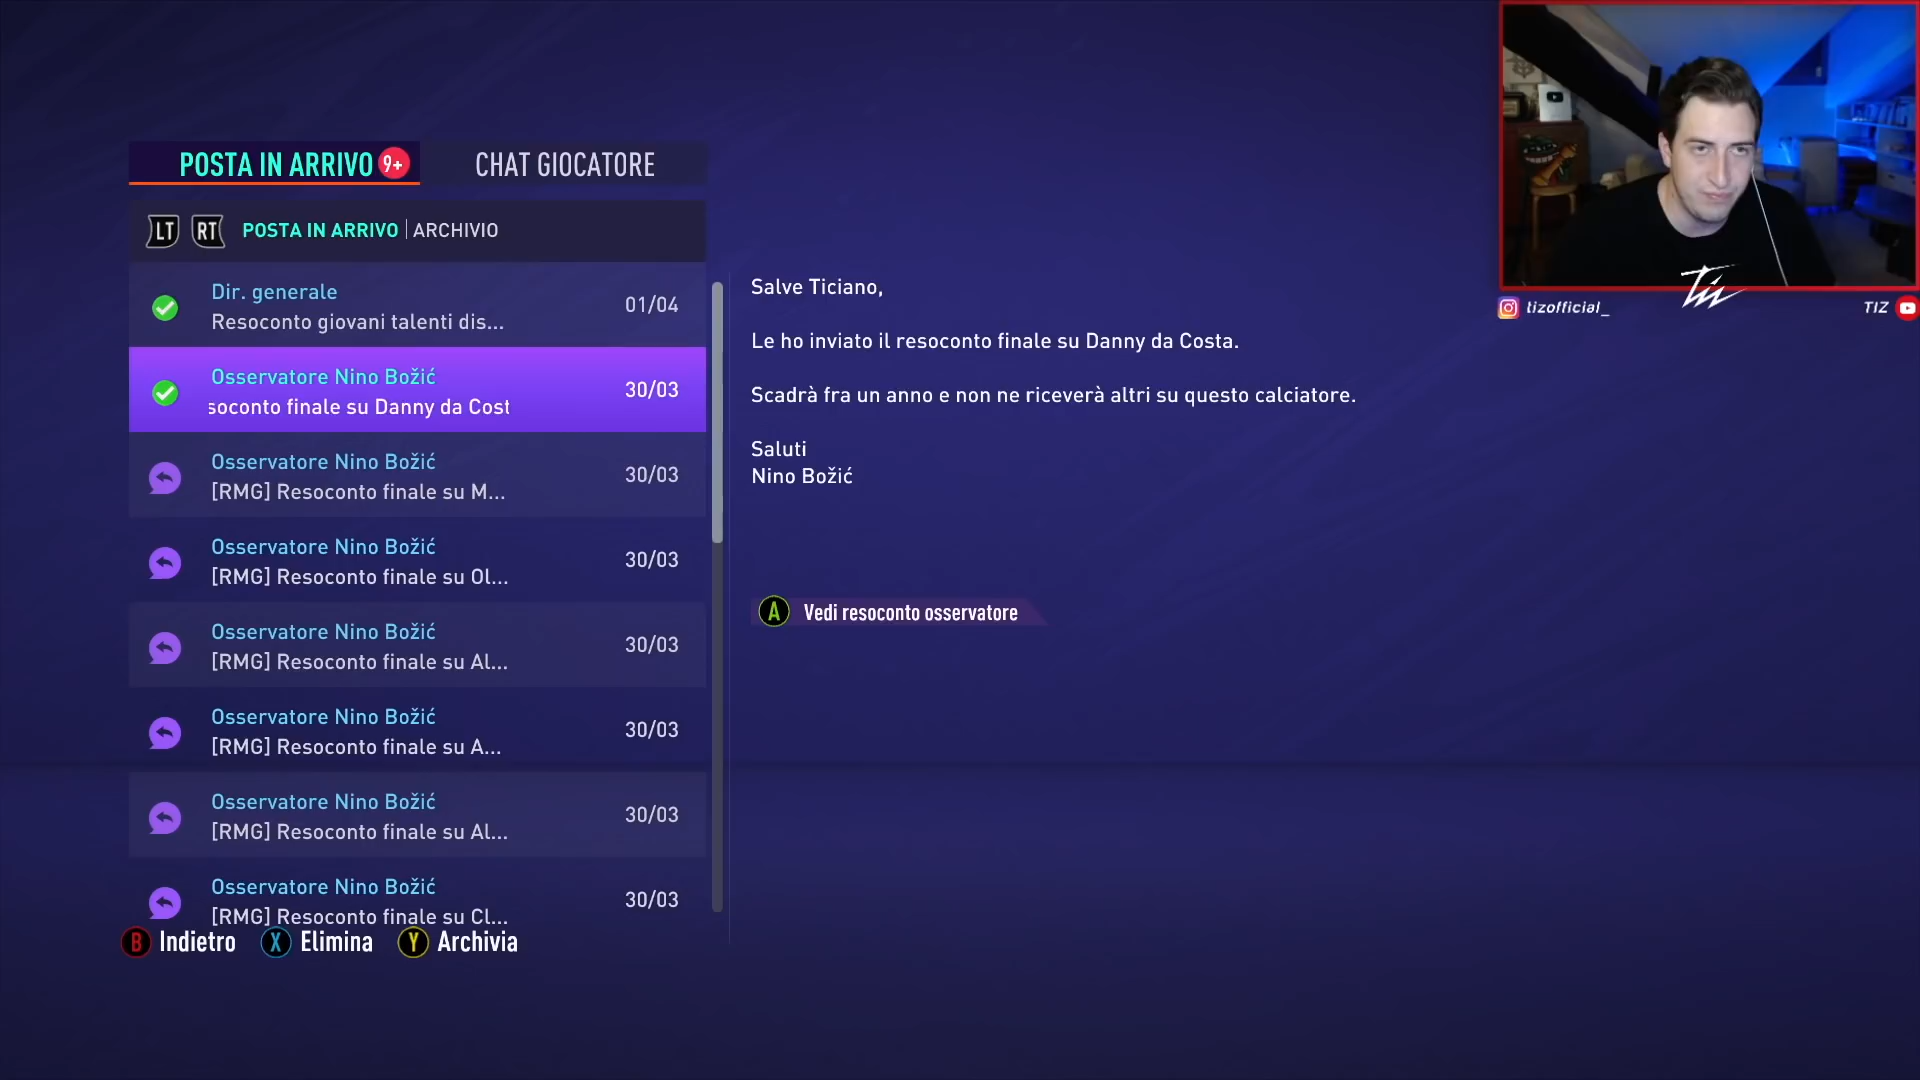 POSTA IN ARRIVO 9+
CHAT GIOCATORE
LT RT POSTA IN ARRIVO | ARCHIVIO
Dir. generale
Resoconto giovani talenti dis...
01/04
Osservatore Nino Božić
soconto finale su Danny da Cost
30/03
Osservatore Nino Božić
[RMG] Resoconto finale su M...
30/03
Osservatore Nino Božić
[RMG] Resoconto finale su Ol...
30/03
Osservatore Nino Božić
[RMG] Resoconto finale su Al...
30/03
Osservatore Nino Božić
[RMG] Resoconto finale su A...
30/03
Osservatore Nino Božić
[RMG] Resoconto finale su Al...
30/03
Osservatore Nino Božić
[RMG] Resoconto finale su Cl...
30/03
B Indietro X Elimina Y Archivia
Salve Ticiano,
Le ho inviato il resoconto finale su Danny da Costa.
Scadrà fra un anno e non ne riceverà altri su questo calciatore.
Saluti
Nino Božić
A Vedi resoconto osservatore
Tiz
tizofficial_
TIZ